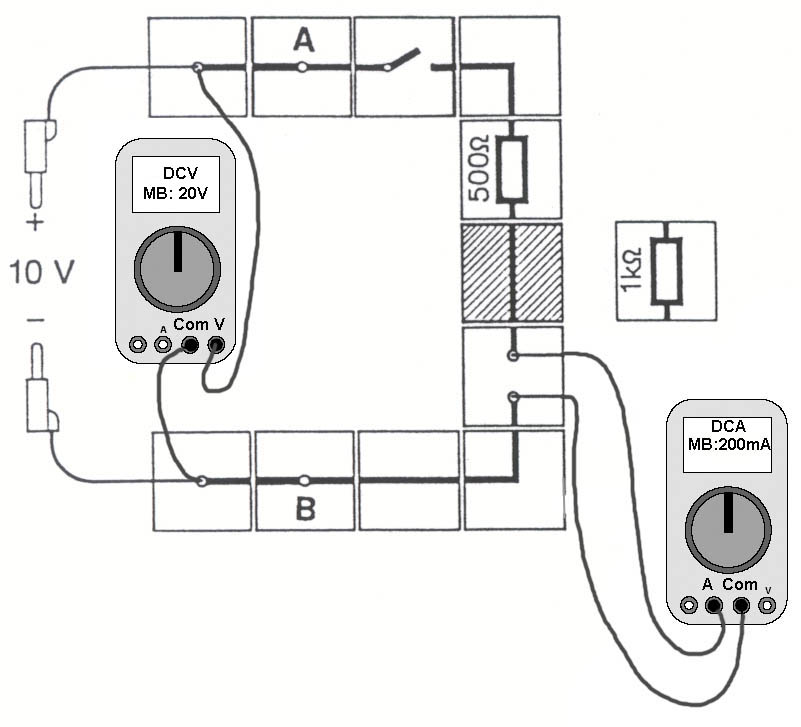 A
DCV
MB: 20V
500Ω
+
10 V
−
1kΩ
A
Com V
DCA
MB:200mA
B
A Com V